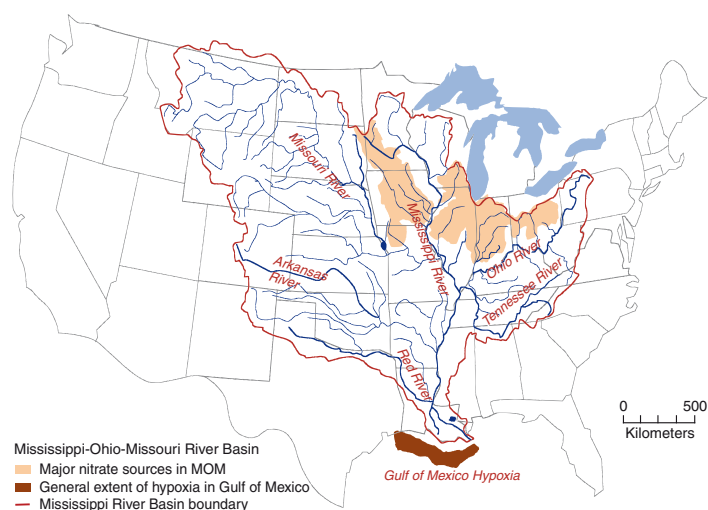 Missouri River
Mississippi River
Ohio River
Tennessee River
Arkansas
River
Red River
0 500
Kilometers
Gulf of Mexico Hypoxia
Mississippi-Ohio-Missouri River Basin
Major nitrate sources in MOM
General extent of hypoxia in Gulf of Mexico
Mississippi River Basin boundary